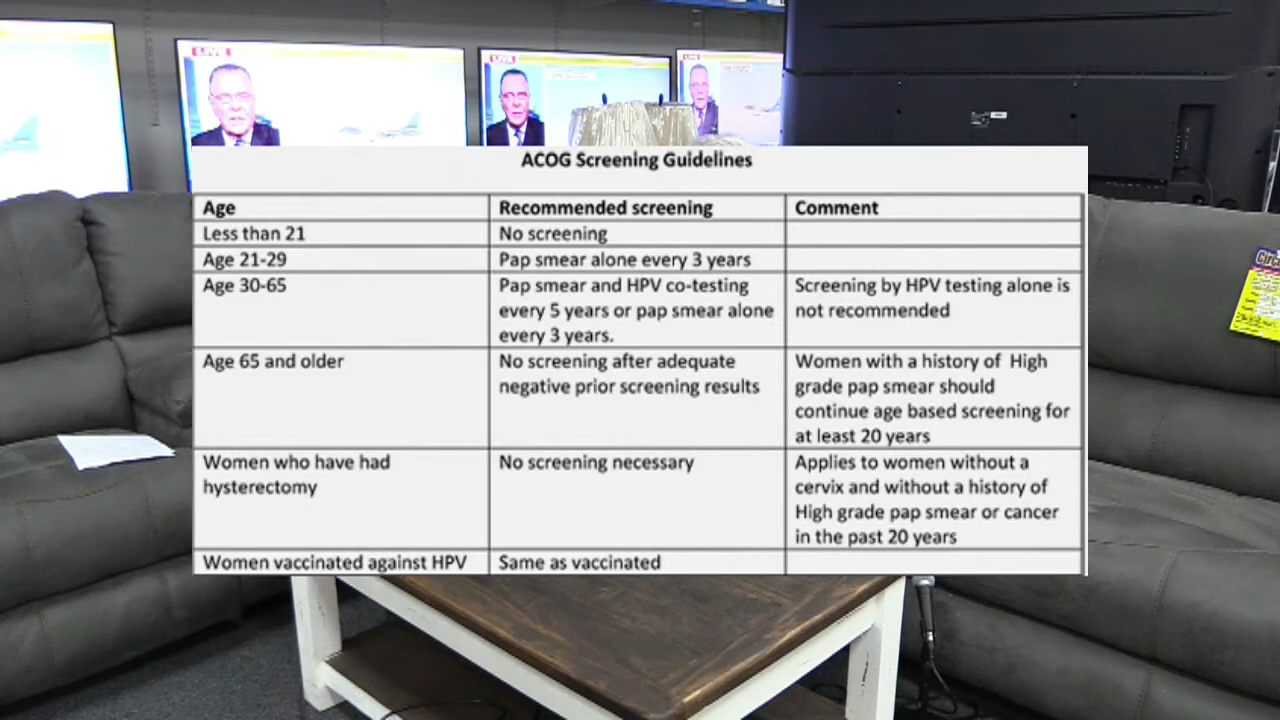 LIVE
LIVE
LIVE
ACOG Screening Guidelines
Age Recommended screening Comment
Less than 21 No screening
Age 21-29 Pap smear alone every 3 years
Age 30-65 Pap smear and HPV co-testing Screening by HPV testing alone is
every 5 years or pap smear alone not recommended
every 3 years.
Age 65 and older No screening after adequate Women with a history of High
negative prior screening results grade pap smear should
continue age based screening for
at least 20 years
Women who have had No screening necessary Applies to women without a
hysterectomy cervix and without a history of
High grade pap smear or cancer
in the past 20 years
Women vaccinated against HPV Same as vaccinated